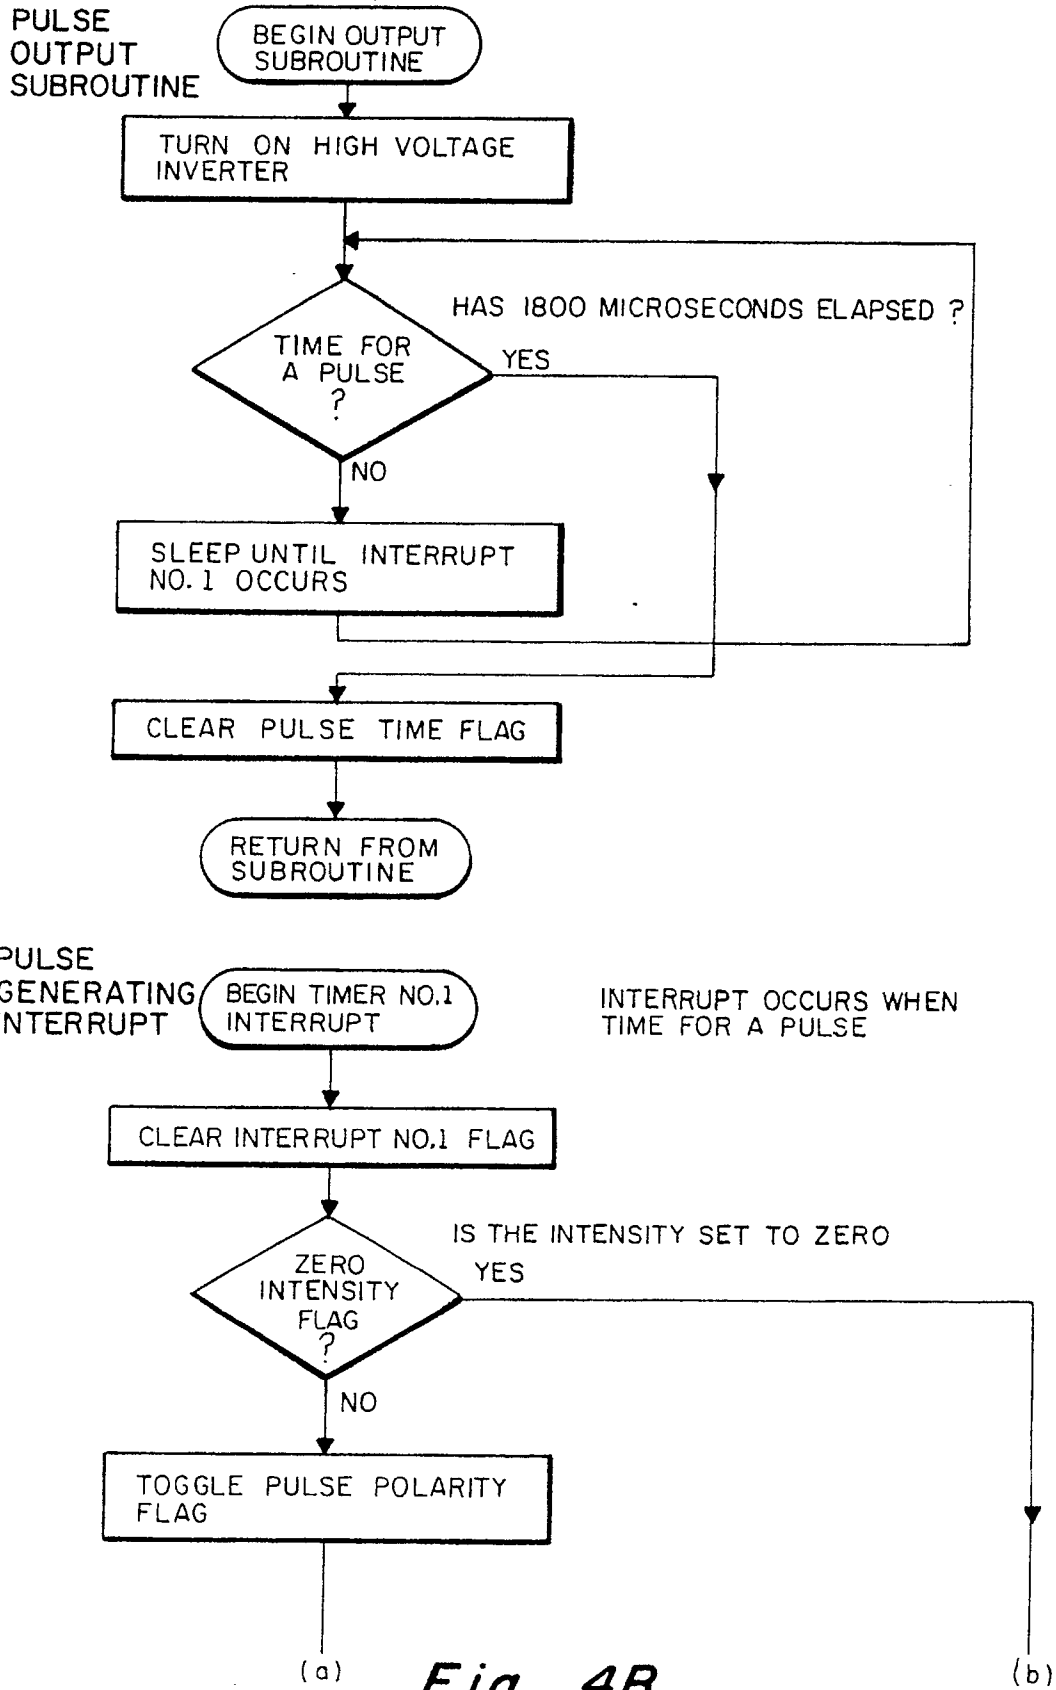 PULSE
OUTPUT
SUBROUTINE
BEGIN OUTPUT
SUBROUTINE
TURN ON HIGH VOLTAGE
INVERTER
HAS 1800 MICROSECONDS ELAPSED ?
TIME FOR
A PULSE
?
YES
NO
SLEEP UNTIL INTERRUPT
NO. 1 OCCURS
CLEAR PULSE TIME FLAG
RETURN FROM
SUBROUTINE
PULSE
GENERATING
INTERRUPT
BEGIN TIMER NO.1
INTERRUPT
INTERRUPT OCCURS WHEN
TIME FOR A PULSE
CLEAR INTERRUPT NO.1 FLAG
IS THE INTENSITY SET TO ZERO
ZERO
INTENSITY
FLAG
?
YES
NO
TOGGLE PULSE POLARITY
FLAG
(a)
Fig. 4B
(b)